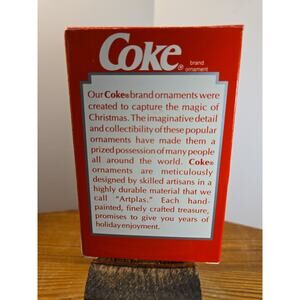 Coke®
brand
ornament
Our Coke® brand ornaments were
created to capture the magic of
Christmas. The imaginative detail
and collectibility of these popular
ornaments have made them a
prized possession of many people
all around the world. Coke®
ornaments are meticulously
designed by skilled artisans in a
highly durable material that we
call "Artplas." Each hand-
painted, finely crafted treasure,
promises to give you years of
holiday enjoyment.